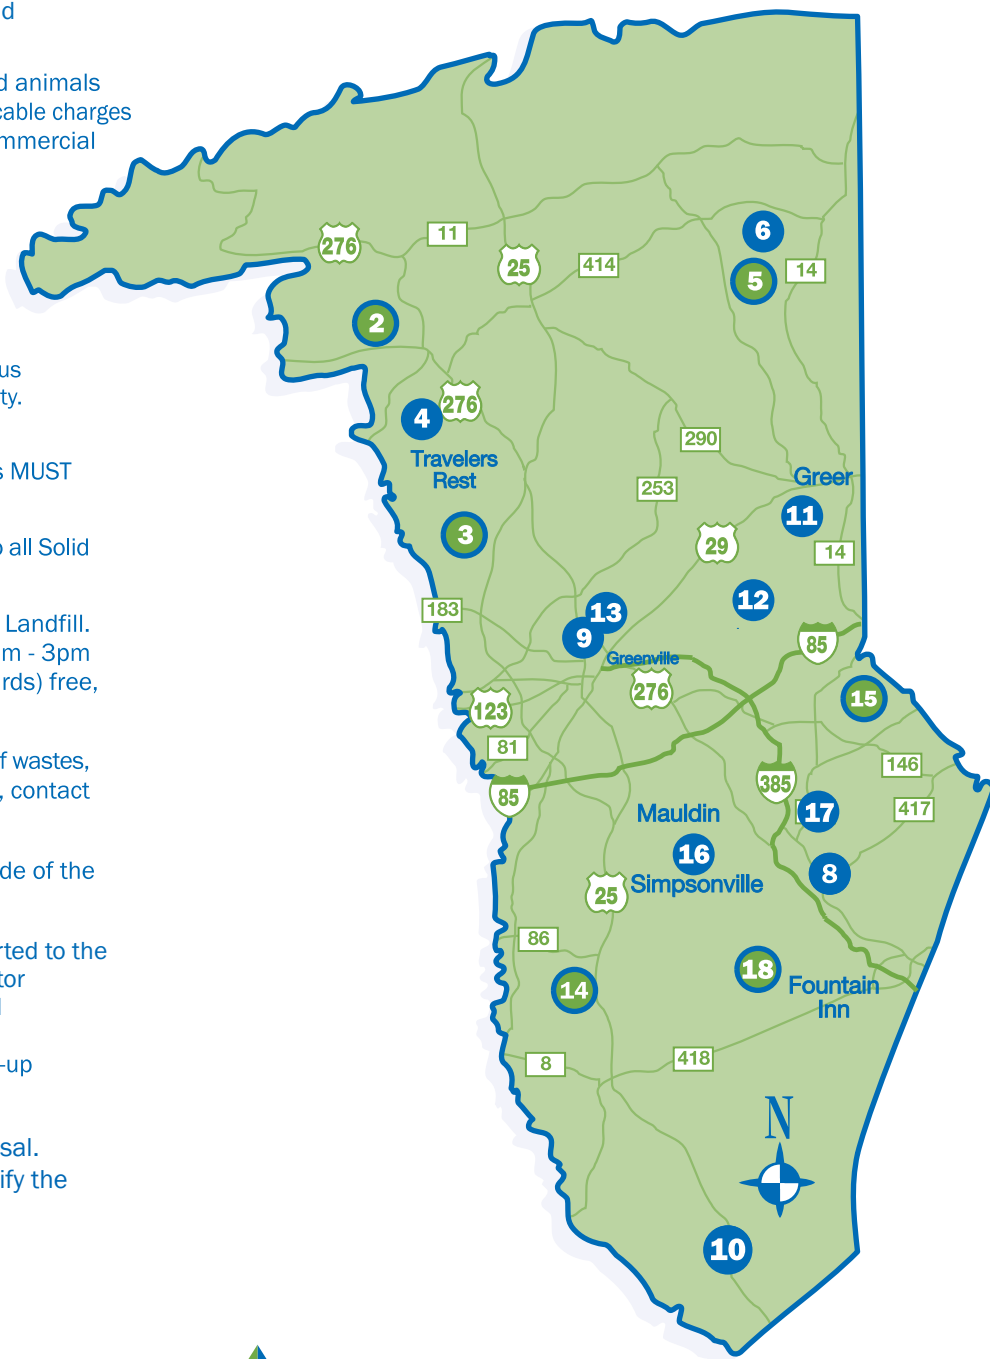 d
d animals
cable charges
mmercial
us
ty.
s MUST
o all Solid
Landfill.
m - 3pm
rds) free,
f wastes,
, contact
de of the
rted to the
tor
l
-up
sal.
ify the
6
276
11
25
414
14
5
2
276
4
290
Travelers
Rest
Greer
253
11
3
29
14
12
183
13
9
85
Greenville
276
15
123
81
146
385
85
417
Mauldin
17
16
8
Simpsonville
25
86
18
14
Fountain
Inn
8
418
N
10